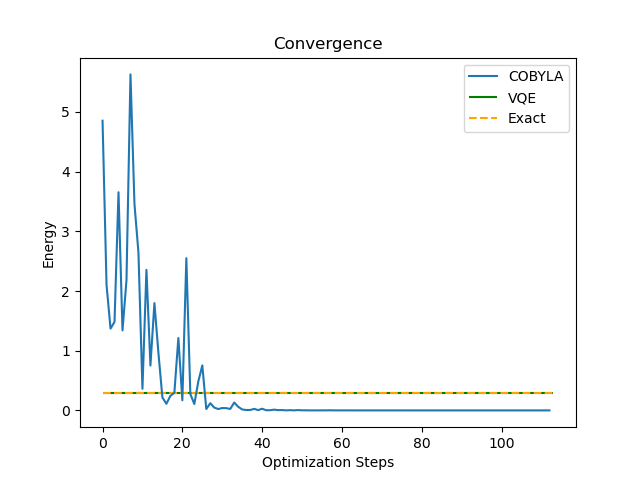 Convergence
COBYLA
VQE
Exact
Energy
5
4
3
2
1
0
0 20 40 60 80 100
Optimization Steps